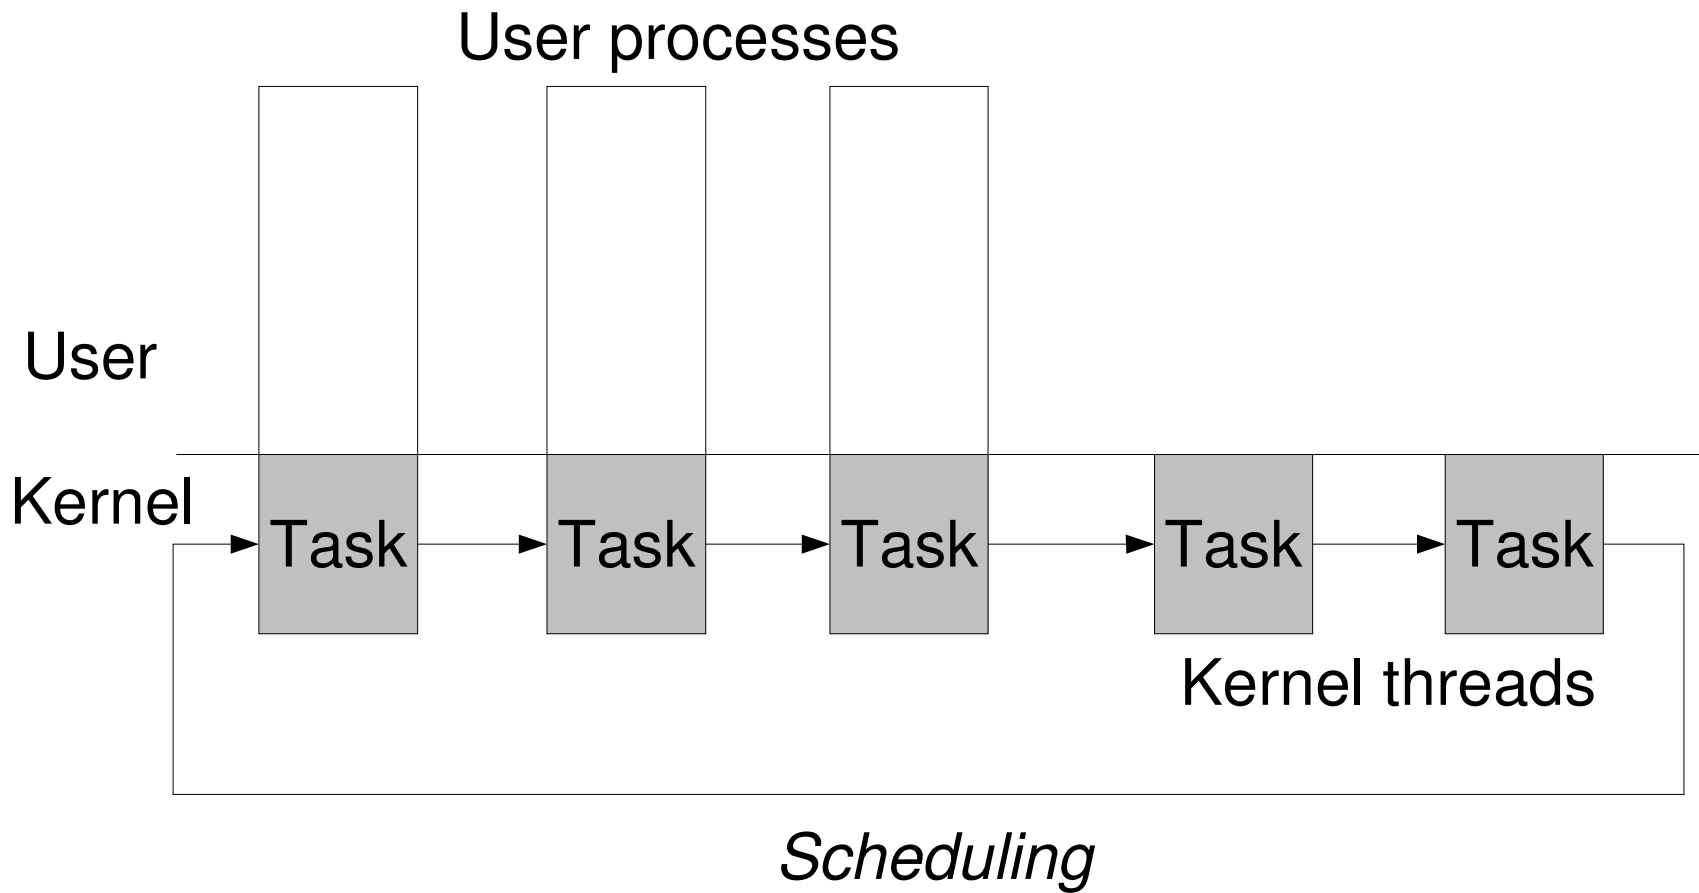 User processes
User
Kernel
Task Task Task Task Task
Kernel threads
Scheduling